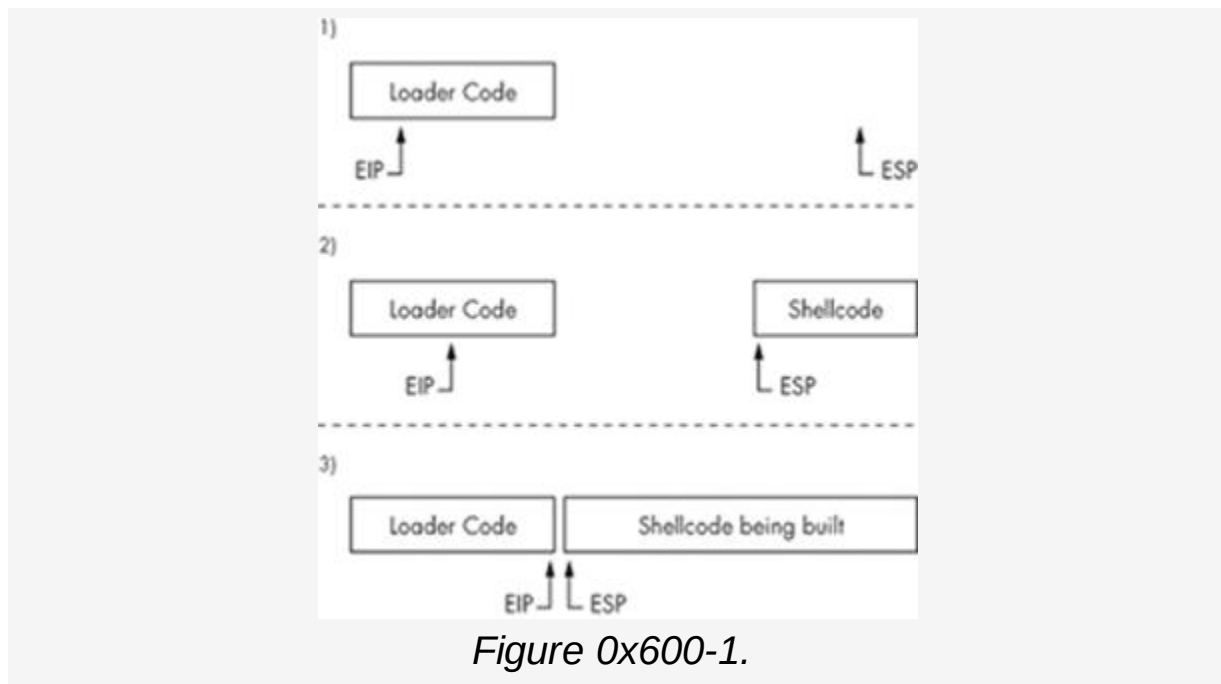 1)
Loader Code
EIP
ESP
2)
Loader Code
Shellcode
EIP
ESP
3)
Loader Code
Shellcode being built
EIP
ESP
Figure 0x600-1.